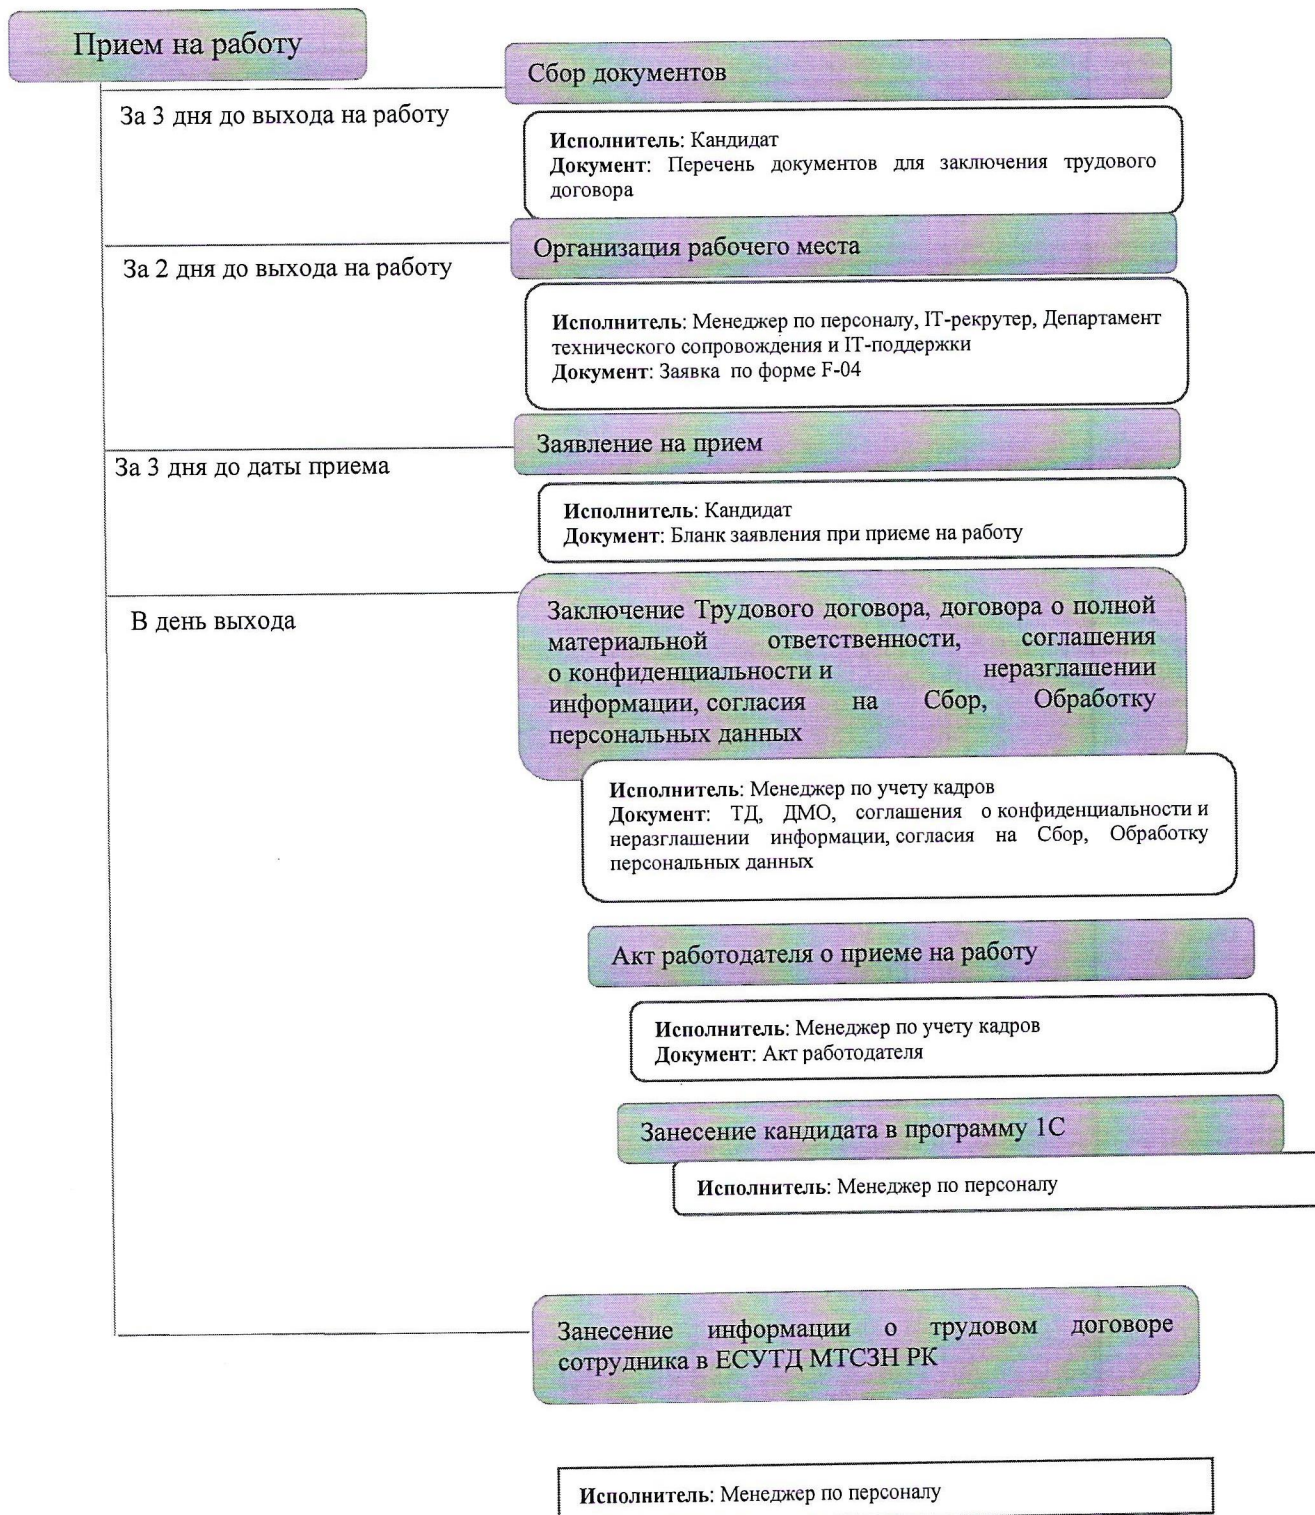 Прием на работу
Сбор документов
За 3 дня до выхода на работу
Исполнитель: Кандидат
Документ: Перечень документов для заключения трудового
договора
Организация рабочего места
За 2 дня до выхода на работу
Исполнитель: Менеджер по персоналу, IT-рекрутер, Департамент
технического сопровождения и IT-поддержки
Документ: Заявка по форме F-04
Заявление на прием
За 3 дня до даты приема
Исполнитель: Кандидат
Документ: Бланк заявления при приеме на работу
В день выхода
Заключение Трудового договора, договора о полной
материальной ответственности, соглашения
о конфиденциальности и неразглашении
информации, согласия на Сбор, Обработку
персональных данных
Исполнитель: Менеджер по учету кадров
Документ: ТД, ДМО, соглашения о конфиденциальности и
неразглашении информации, согласия на Сбор, Обработку
персональных данных
Акт работодателя о приеме на работу
Исполнитель: Менеджер по учету кадров
Документ: Акт работодателя
Занесение кандидата в программу 1С
Исполнитель: Менеджер по персоналу
Занесение информации о трудовом договоре
сотрудника в ЕСУТД МТСЗН РК
Исполнитель: Менеджер по персоналу